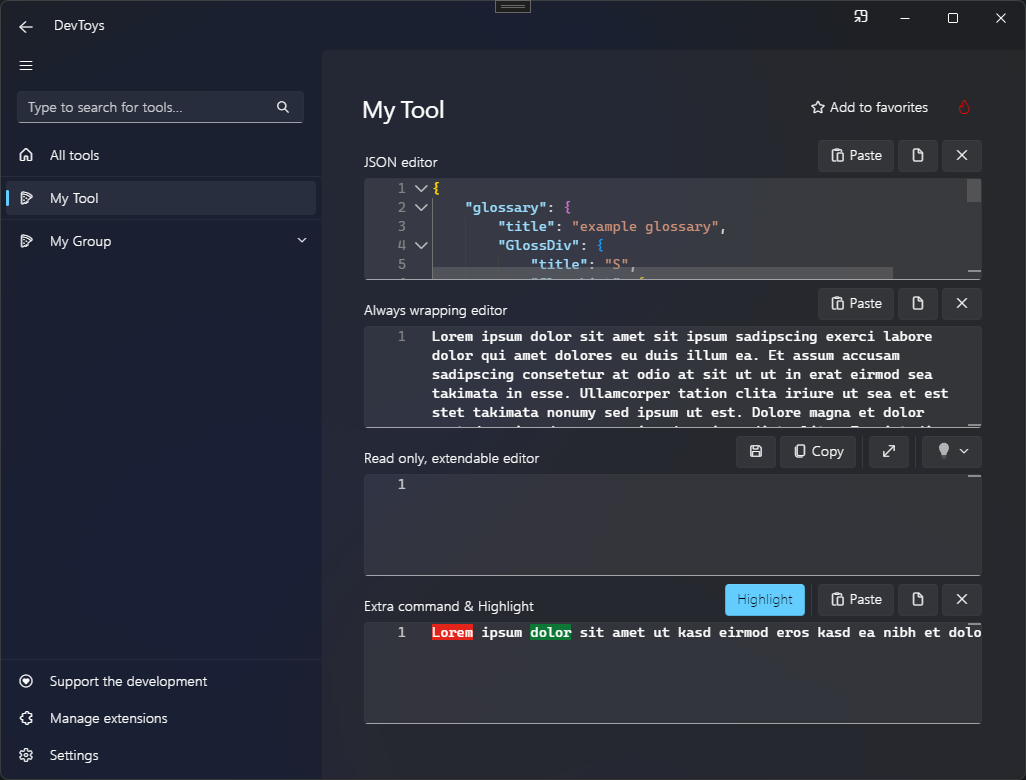 DevToys
Type to search for tools...
All tools
My Tool
My Group
Support the development
Manage extensions
Settings
My Tool
Add to favorites
JSON editor
Paste
1 {
2 "glossary": {
3 "title": "example glossary",
4 "GlossDiv": {
5 "title": "S",
Always wrapping editor
Paste
1 Lorem ipsum dolor sit amet sit ipsum sadipscing exerci labore
dolor qui amet dolores eu duis illum ea. Et assum accusam
sadipscing consetetur at odio at sit ut ut in erat eirmod sea
takimata in esse. Ullamcorper tation clita iriure ut sea et est
stet takimata nonumy sed ipsum ut est. Dolore magna et dolor
Read only, extendable editor
Copy
1
Extra command & Highlight
Highlight
Paste
1 Lorem ipsum dolor sit amet ut kasd eirmod eros kasd ea nibh et dolo